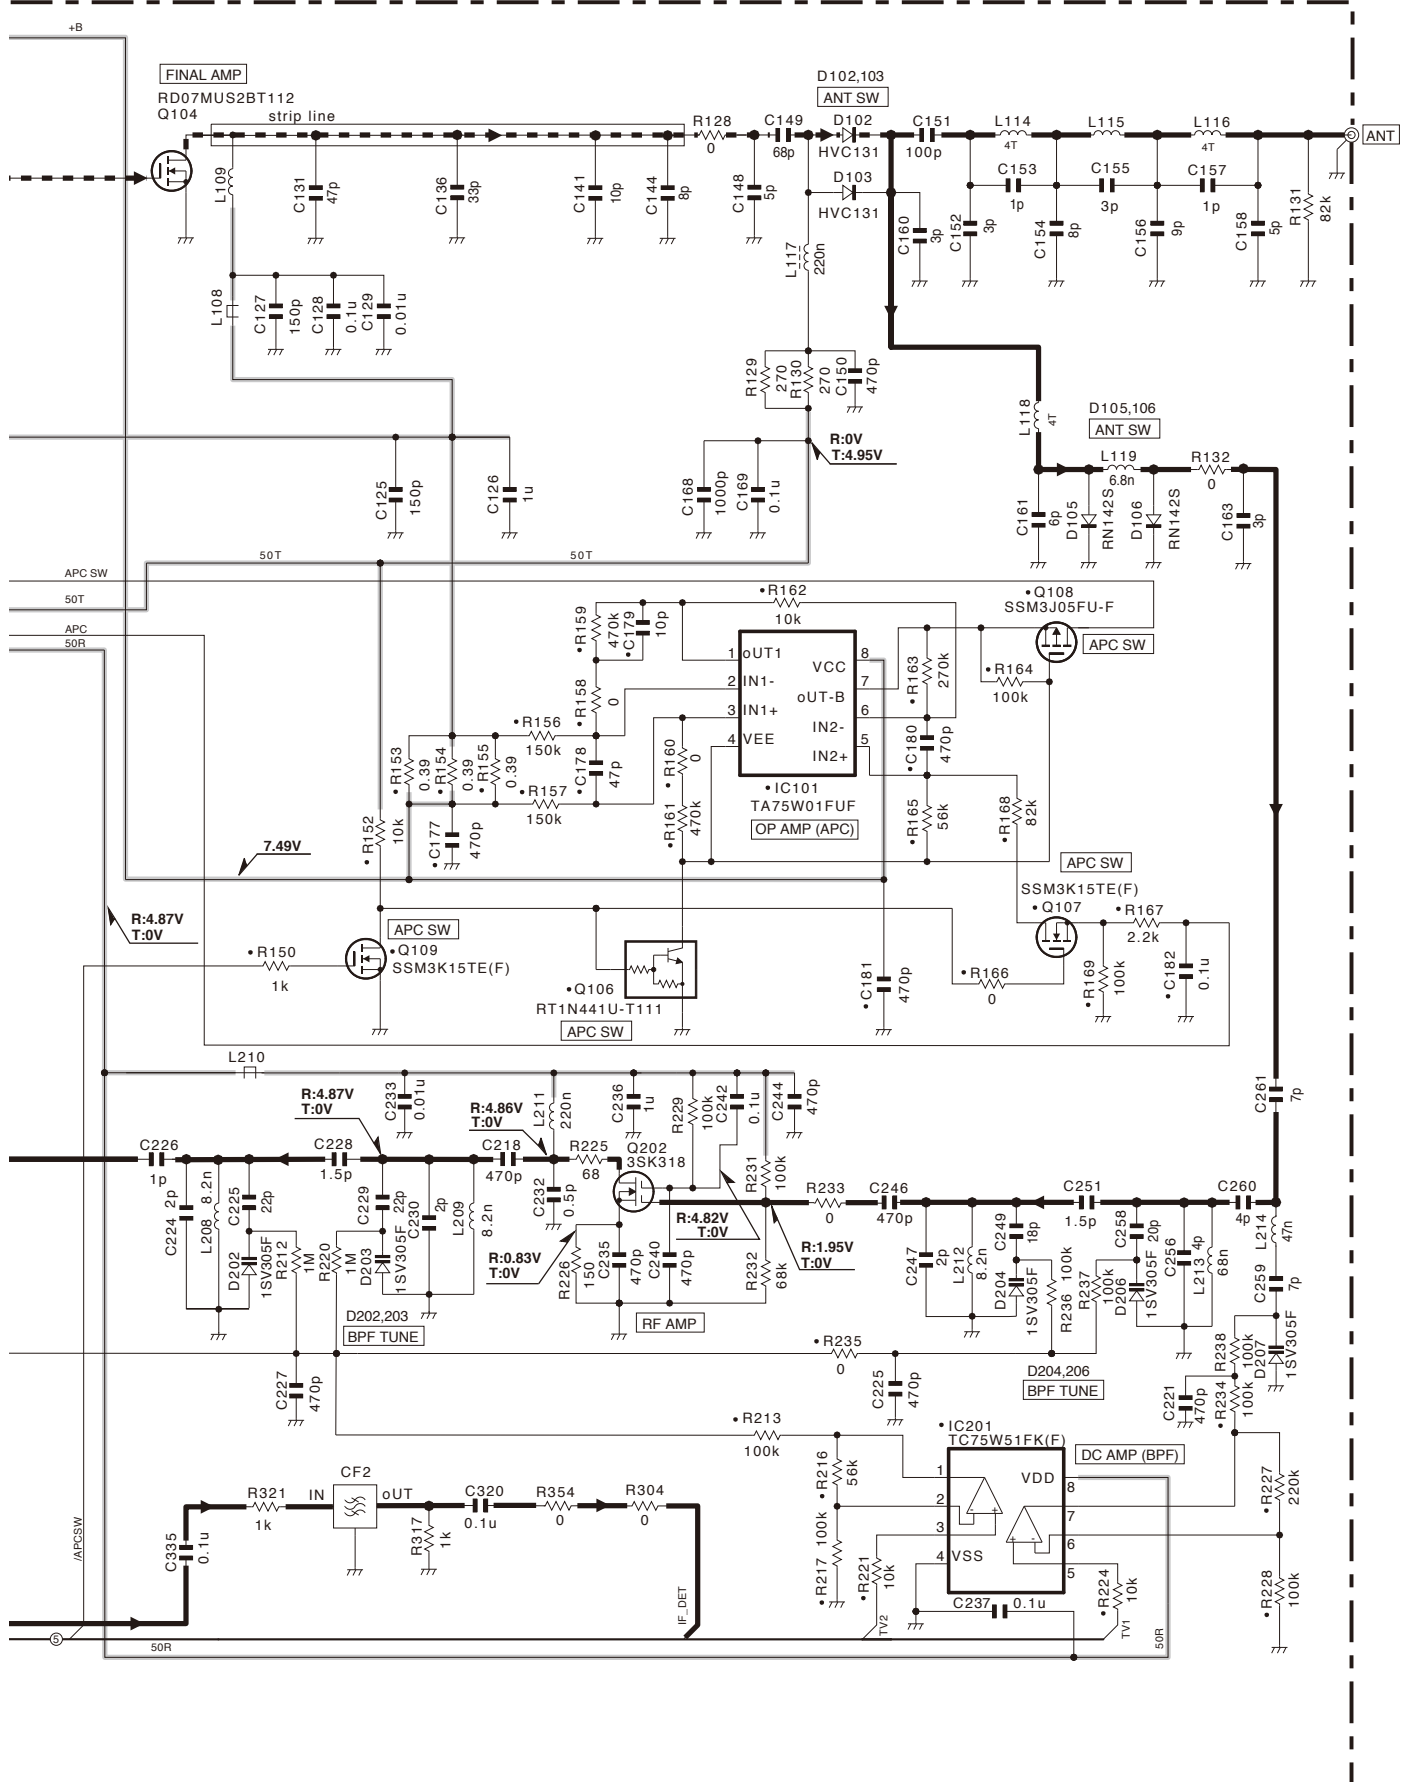 +B
FINAL AMP
RD07MUS2BT112
Q104
strip line
L109
C131
47p
C136
33p
C141
10p
C144
8p
R128
0
C148
5p
C149
68p
D102,103
ANT SW
D102
HVC131
D103
HVC131
C151
100p
L114
4T
L115
L116
4T
ANT
C153
1p
C155
3p
C157
1p
C160
3p
C152
3p
C154
8p
C156
9p
C158
5p
R131
82k
L117
220n
L108
C127
150p
C128
0.1u
C129
0.01u
R129
270
R130
270
C150
470p
L118
4T
D105,106
ANT SW
L119
6.8n
R132
0
R:0V
T:4.95V
C125
150p
C126
1u
C168
1000p
C169
0.1u
C161
6p
D105
RN142S
D106
RN142S
C163
3p
50T
50T
APC SW
50T
APC
50R
•R159
470k
•C179
10p
•R162
10k
•Q108
SSM3J05FU-F
APC SW
1
oUT1
2
IN1-
3
IN1+
4
VEE
VCC
8
oUT-B
7
IN2-
6
IN2+
5
•R158
0
•R163
270k
•R164
100k
•R156
150k
•R153
0.39
•R154
0.39
•R155
0.39
•C178
47p
•R160
0
•C180
470p
•R157
150k
•IC101
TA75W01FUF
OP AMP (APC)
•R152
10k
•C177
470p
•R161
470k
•R165
56k
•R168
82k
7.49V
APC SW
SSM3K15TE(F)
•Q107
•R167
2.2k
R:4.87V
T:0V
APC SW
•Q109
SSM3K15TE(F)
•R150
1k
•Q106
RT1N441U-T111
APC SW
•C181
470p
•R166
0
•R169
100k
•C182
0.1u
L210
R:4.87V
T:0V
C233
0.01u
R:4.86V
T:0V
L211
220n
C236
1u
R229
100k
C242
0.1u
C244
470p
C261
7p
C226
1p
C228
1.5p
C218
470p
R225
68
Q202
3SK318
R231
100k
R233
0
C246
470p
C251
1.5p
C260
4p
C224
2p
L208
8.2n
C225
22p
D202
1SV305F
R212
1M
R220
1M
C229
22p
D203
1SV305F
C230
2p
L209
8.2n
C232
0.5p
R:0.83V
T:0V
R226
150
C235
470p
C240
470p
R:4.82V
T:0V
R232
68k
R:1.95V
T:0V
C247
2p
L212
8.2n
C249
18p
D204
1SV305F
R236
100k
R237
100k
C258
20p
D206
1SV305F
C256
4p
L213
68n
L214
47n
C259
7p
D202,203
BPF TUNE
RF AMP
•R235
0
C227
470p
C225
470p
D204,206
BPF TUNE
R238
100k
D207
1SV305F
C221
470p
•R234
100k
•R213
100k
•IC201
TC75W51FK(F)
DC AMP (BPF)
1
2
3
4
VSS
VDD
8
7
6
5
•R216
56k
•R217
100k
•R221
10k
•R224
10k
•R227
220k
•R228
100k
CF2
R321
1k
IN
oUT
C320
0.1u
R354
0
R304
0
R317
1k
C335
0.1u
/APCSW
IF_DET
C237
0.1u
TV2
TV1
50R
5
50R